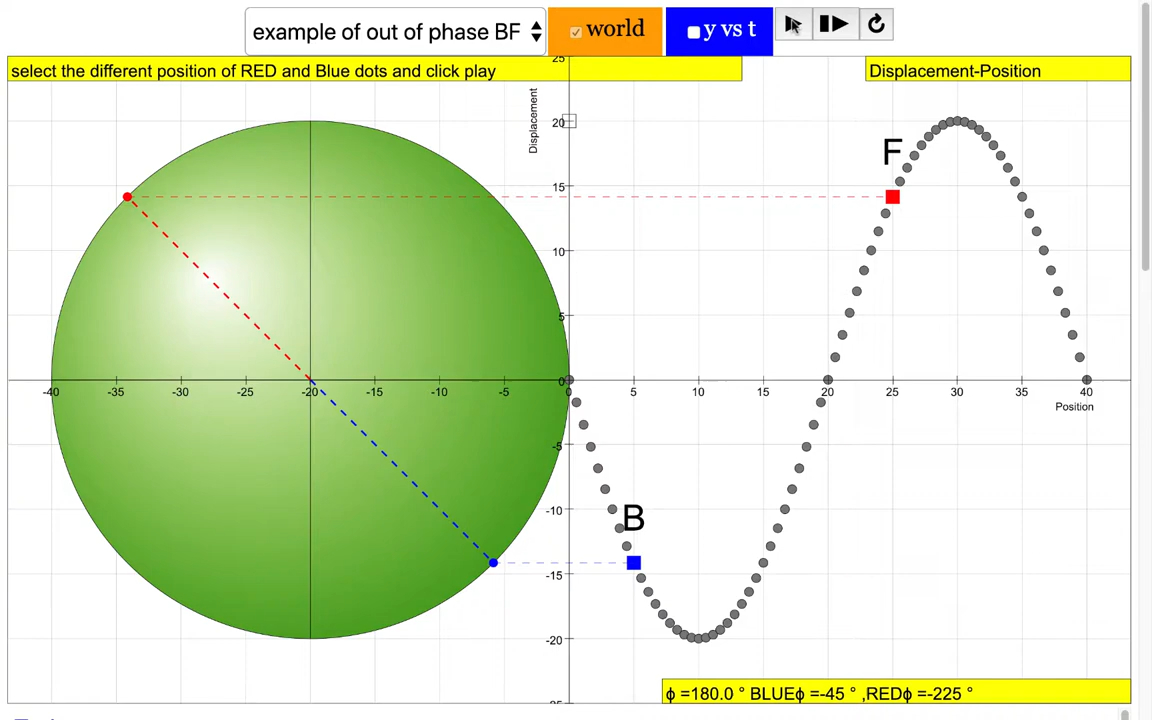 example of out of phase BF
world
y vs t
select the different position of RED and Blue dots and click play
Displacement-Position
Displacement
25
20
15
10
5
0
-5
-10
-15
-20
-40 -35 -30 -25 -20 -15 -10 -5 0 5 10 15 20 25 30 35 40
Position
F
B
ϕ =180.0 ° BLUEϕ =-45 ° ,REDϕ =-225 °